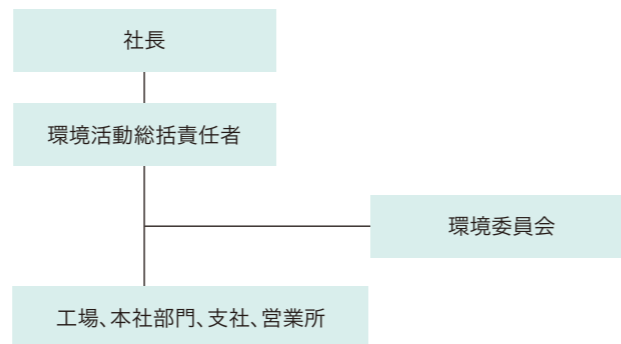 社長
環境活動総括責任者
環境委員会
工場、本社部門、支社、営業所